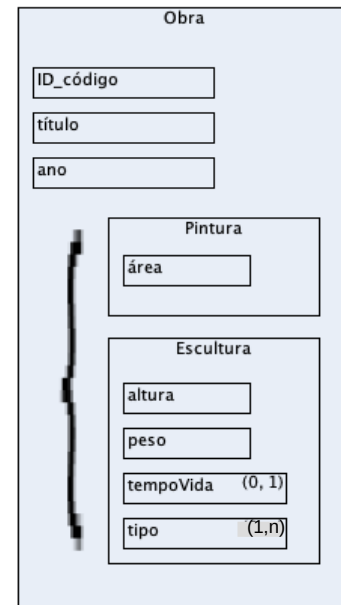 Obra
ID_código
título
ano
Pintura
área
Escultura
altura
peso
tempoVida (0, 1)
tipo (1,n)